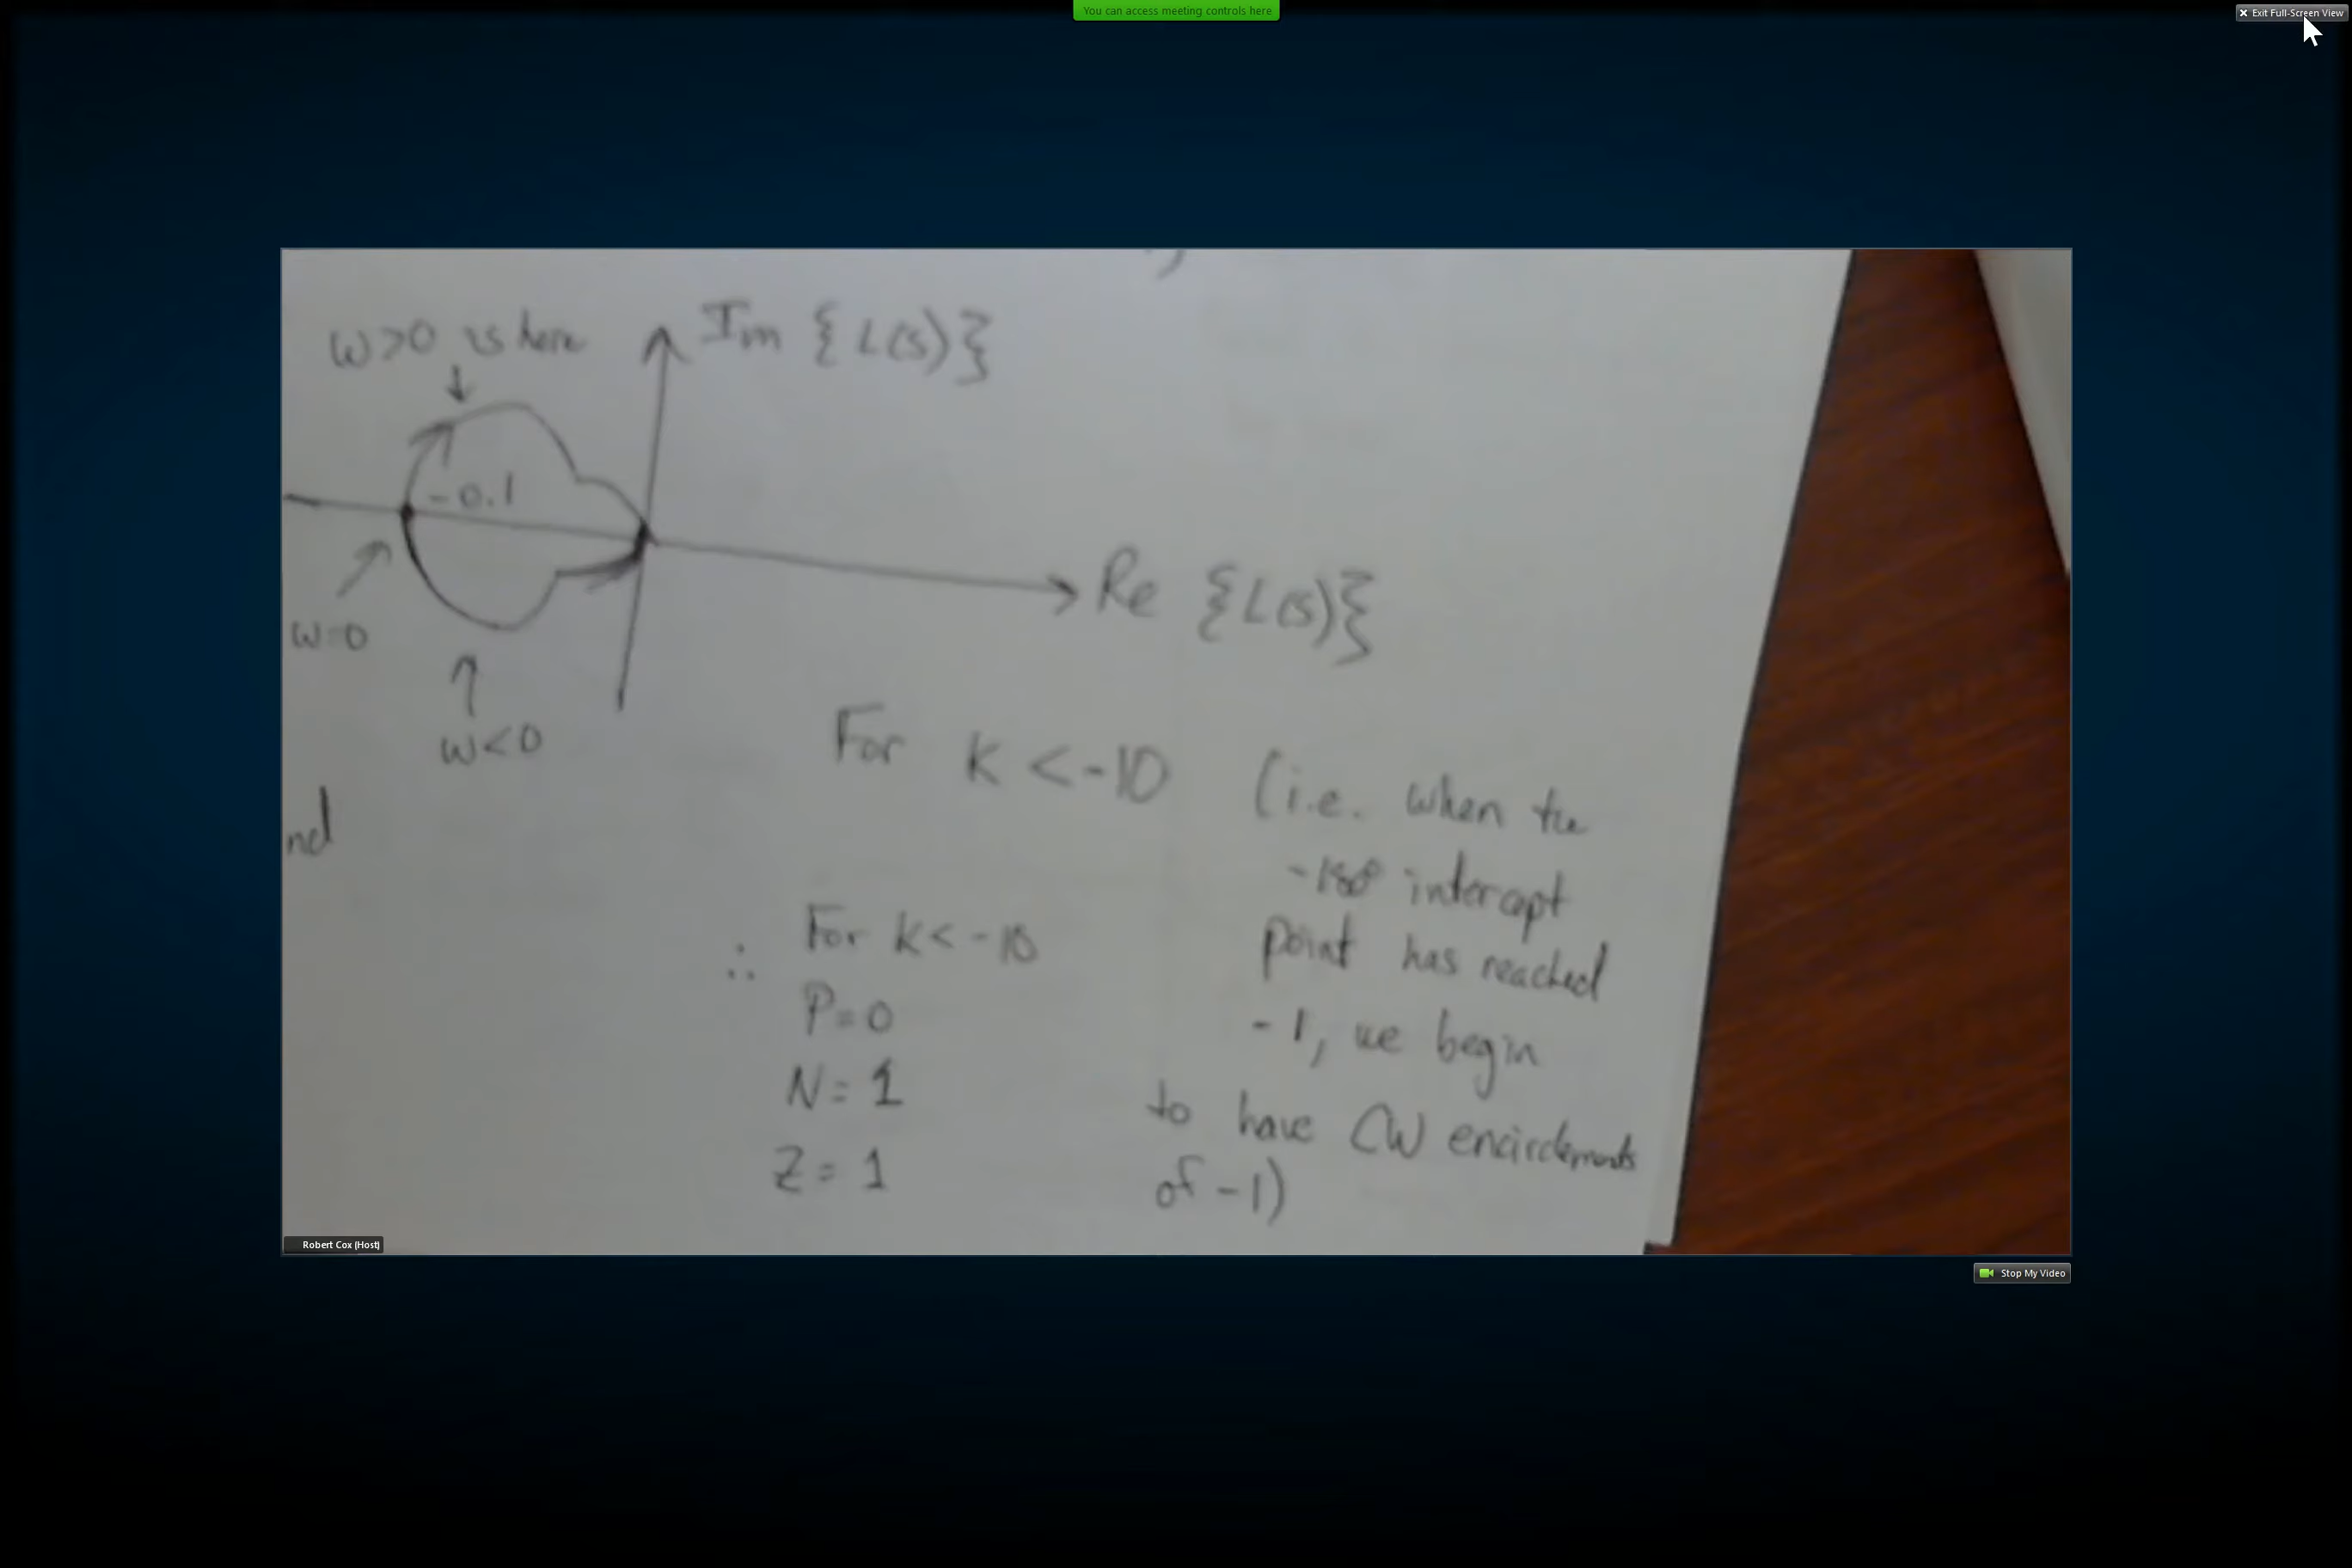 You can access meeting controls here
Exit Full-Screen View
w>0 is here
Im {L(s)}
-0.1
Re {L(s)}
w=0
w<0
nd
For k <-10 (i.e. when the
-180° intercept
point has reached
-1, we begin
to have CW encirclements
of -1)
∴ For k< -10
P=0
N=1
Z=1
Robert Cox (Host)
Stop My Video